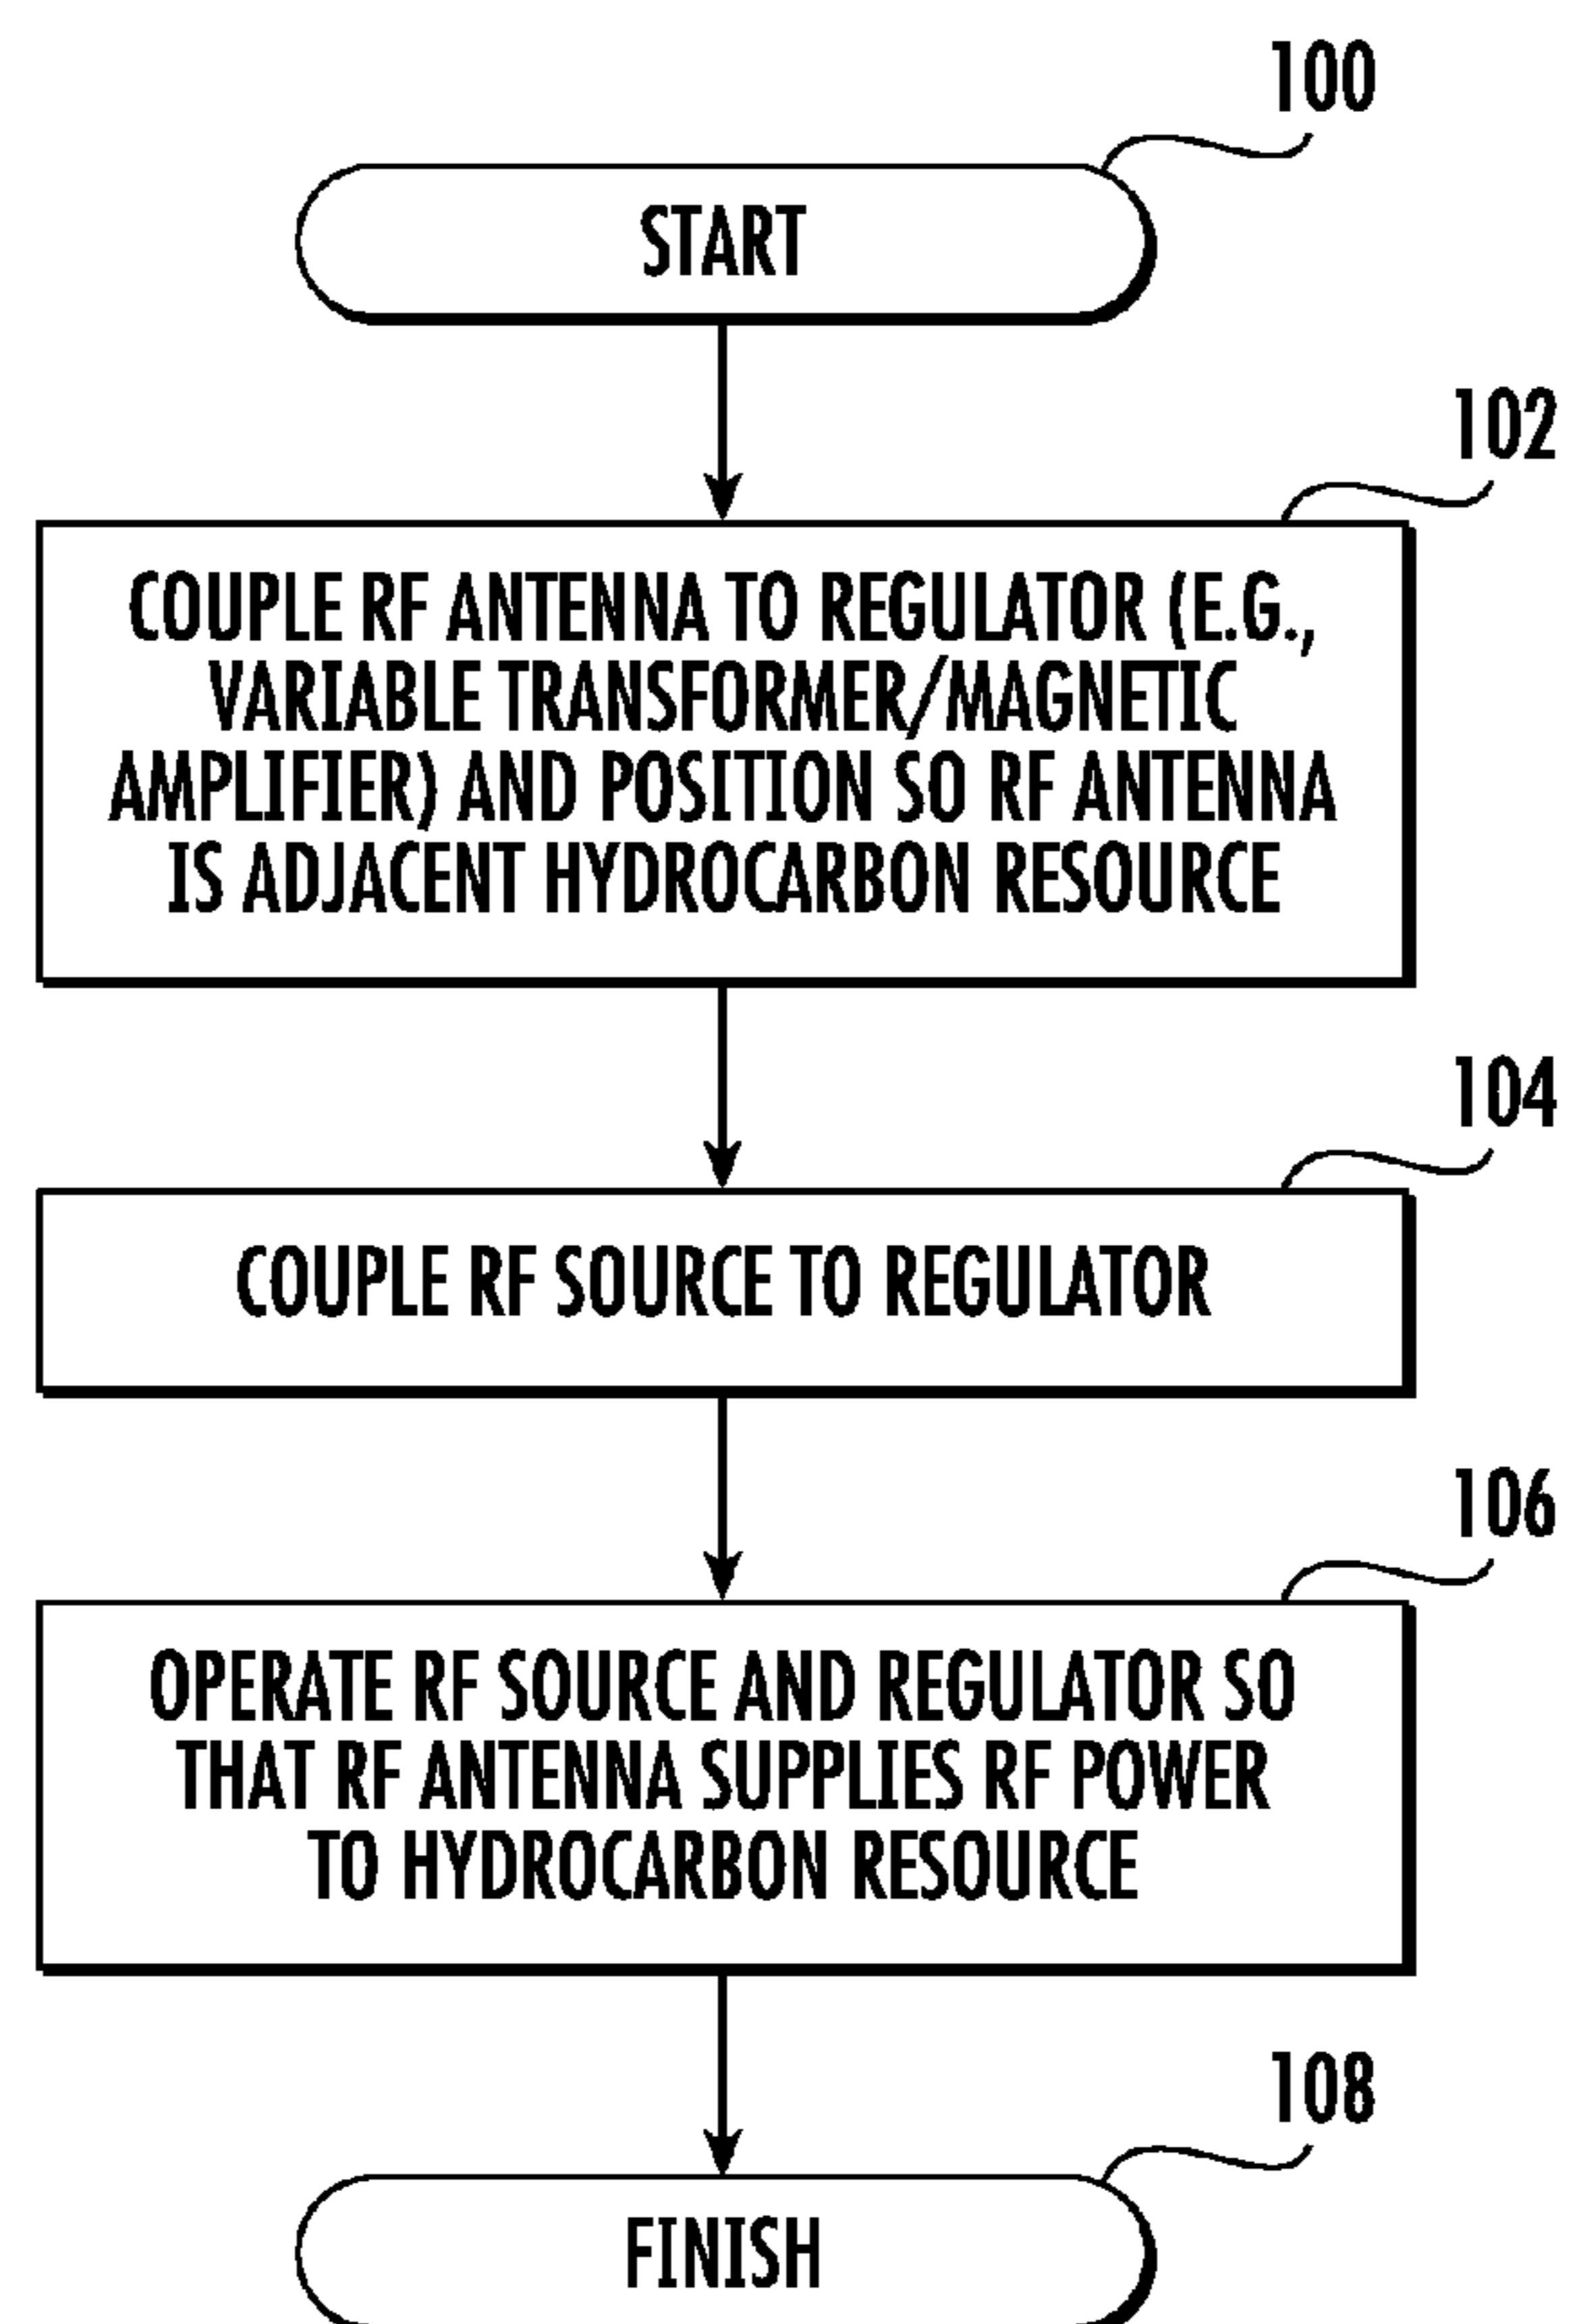 100
START
102
COUPLE RF ANTENNA TO REGULATOR (E.G.,
VARIABLE TRANSFORMER/MAGNETIC
AMPLIFIER) AND POSITION SO RF ANTENNA
IS ADJACENT HYDROCARBON RESOURCE
104
COUPLE RF SOURCE TO REGULATOR
106
OPERATE RF SOURCE AND REGULATOR SO
THAT RF ANTENNA SUPPLIES RF POWER
TO HYDROCARBON RESOURCE
108
FINISH